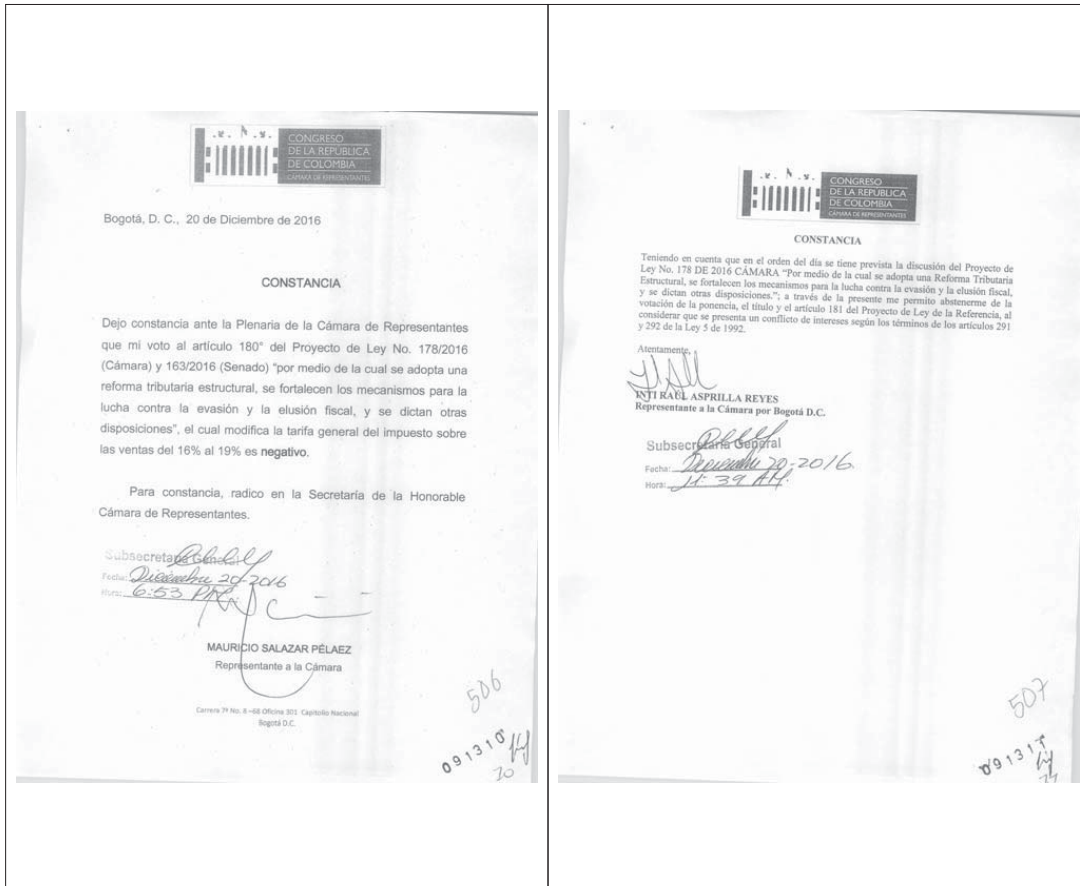 CONGRESO
DE LA REPÚBLICA
DE COLOMBIA
CÁMARA DE REPRESENTANTES
Bogotá, D. C., 20 de Diciembre de 2016
CONSTANCIA
Dejo constancia ante la Plenaria de la Cámara de Representantes
que mi voto al artículo 180° del Proyecto de Ley No. 178/2016
(Cámara) y 163/2016 (Senado) “por medio de la cual se adopta una
reforma tributaria estructural, se fortalecen los mecanismos para la
lucha contra la evasión y la elusión fiscal, y se dictan otras
disposiciones”, el cual modifica la tarifa general del impuesto sobre
las ventas del 16% al 19% es negativo.
Para constancia, radico en la Secretaría de la Honorable
Cámara de Representantes.
Subsecretaría General
Fecha: Diciembre 20-2016
Hora: 6:53 PM
MAURICIO SALAZAR PÉLAEZ
Representante a la Cámara
Carrera 7ª No. 8 –68 Oficina 301 Capitolio Nacional
Bogotá D.C.
506
091310
20
CONGRESO
DE LA REPÚBLICA
DE COLOMBIA
CÁMARA DE REPRESENTANTES
CONSTANCIA
Teniendo en cuenta que en el orden del día se tiene prevista la discusión del Proyecto de
Ley No. 178 DE 2016 CÁMARA “Por medio de la cual se adopta una Reforma Tributaria
Estructural, se fortalecen los mecanismos para la lucha contra la evasión y la elusión fiscal,
y se dictan otras disposiciones.”; a través de la presente me permito abstenerme de la
votación de la ponencia, el título y el artículo 181 del Proyecto de Ley de la Referencia, al
considerar que se presenta un conflicto de intereses según los términos de los artículos 291
y 292 de la Ley 5 de 1992.
Atentamente,
INTI RAÚL ASPRILLA REYES
Representante a la Cámara por Bogotá D.C.
Subsecretaría General
Fecha: Diciembre 20-2016.
Hora: 11:39 AM.
507
091311